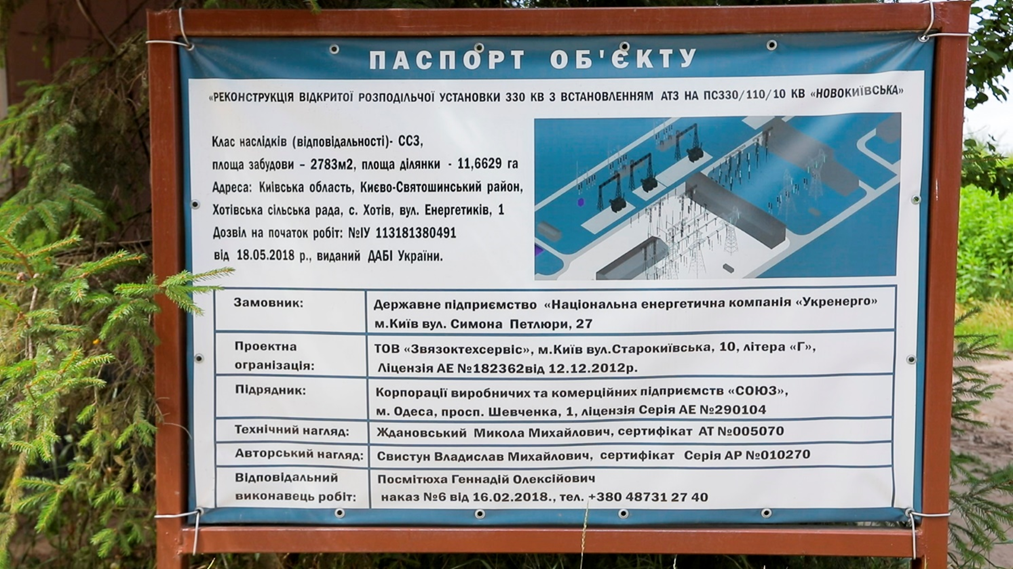 ПАСПОРТ ОБ'ЄКТУ
«РЕКОНСТРУКЦІЯ ВІДКРИТОЇ РОЗПОДІЛЬЧОЇ УСТАНОВКИ 330 КВ З ВСТАНОВЛЕННЯМ АТ3 НА ПС330/110/10 КВ «НОВОКИЇВСЬКА»
Клас наслідків (відповідальності)- СС3,
площа забудови – 2783м2, площа ділянки - 11,6629 га
Адреса: Київська область, Києво-Святошинський район,
Хотівська сільська рада, с. Хотів, вул. Енергетиків, 1
Дозвіл на початок робіт: №ІУ 113181380491
від 18.05.2018 р., виданий ДАБІ України.
Замовник:
Державне підприємство «Національна енергетична компанія «Укренерго»
м.Київ вул. Симона Петлюри, 27
Проектна
організація:
ТОВ «Звязоктехсервіс», м.Київ вул.Старокиївська, 10, літера «Г»,
Ліцензія АЕ №182362від 12.12.2012р.
Підрядник:
Корпорації виробничих та комерційних підприємств «СОЮЗ»,
м. Одеса, просп. Шевченка, 1, ліцензія Серія АЕ №290104
Технічний нагляд:
Ждановський Микола Михайлович, сертифікат АТ №005070
Авторський нагляд:
Свистун Владислав Михайлович, сертифікат Серія АР №010270
Відповідальний
виконавець робіт:
Посмітюха Геннадій Олексійович
наказ №6 від 16.02.2018., тел. +380 48731 27 40